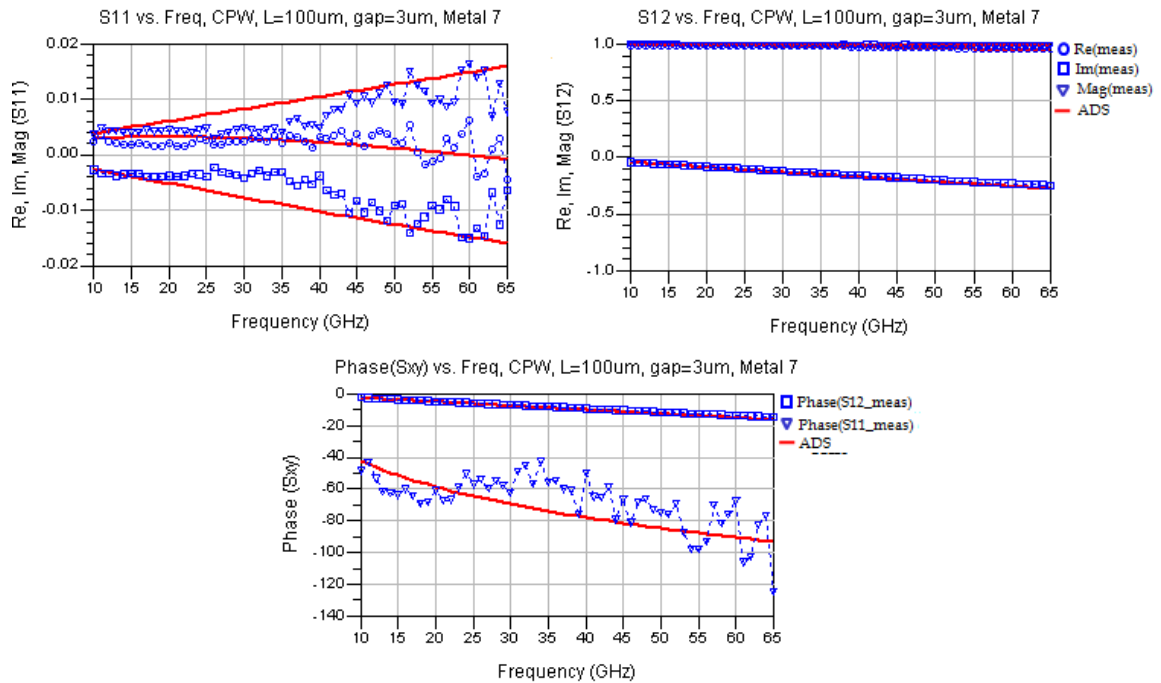 S11 vs. Freq, CPW, L=100um, gap=3um, Metal 7
0.02
0.01
0.00
-0.01
-0.02
10 15 20 25 30 35 40 45 50 55 60 65
Frequency (GHz)
Re, Im, Mag (S11)
S12 vs. Freq, CPW, L=100um, gap=3um, Metal 7
1.0
0.5
-0.0
-0.5
-1.0
10 15 20 25 30 35 40 45 50 55 60 65
Frequency (GHz)
Re, Im, Mag (S12)
Re(meas)
Im(meas)
Mag(meas)
ADS
Phase(Sxy) vs. Freq, CPW, L=100um, gap=3um, Metal 7
0
-20
-40
-60
-80
-100
-120
-140
10 15 20 25 30 35 40 45 50 55 60 65
Frequency (GHz)
Phase (Sxy)
Phase(S12_meas)
Phase(S11_meas)
ADS